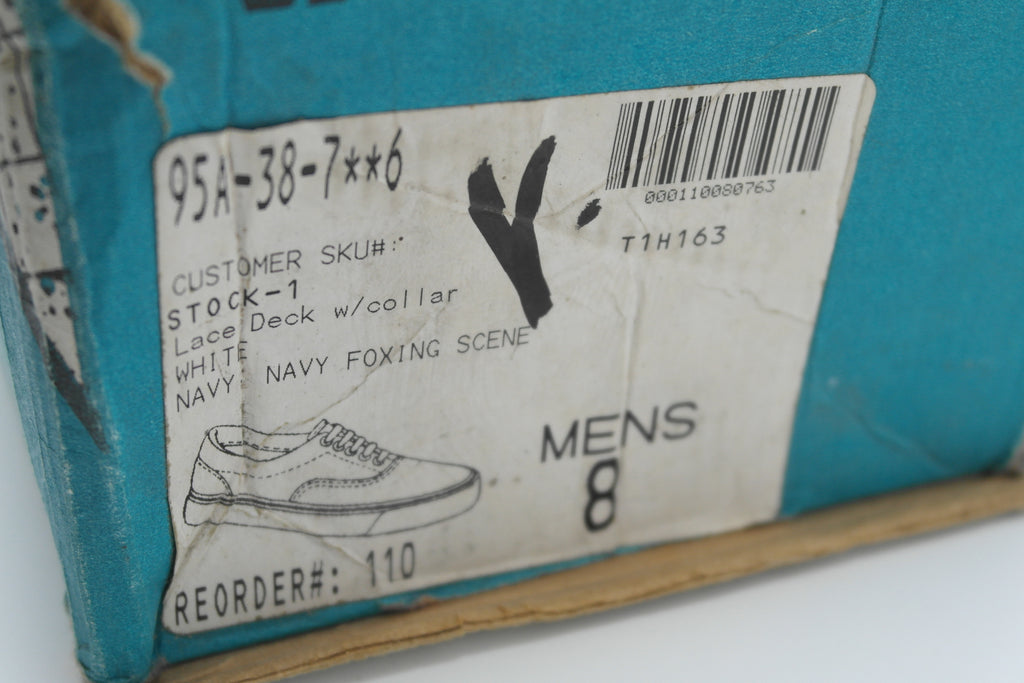 95A-38-7**6
000110080763
T1H163
CUSTOMER SKU#:
STOCK-1
Lace Deck w/collar
WHITE
NAVY NAVY FOXING SCENE
MENS
8
REORDER#: 110